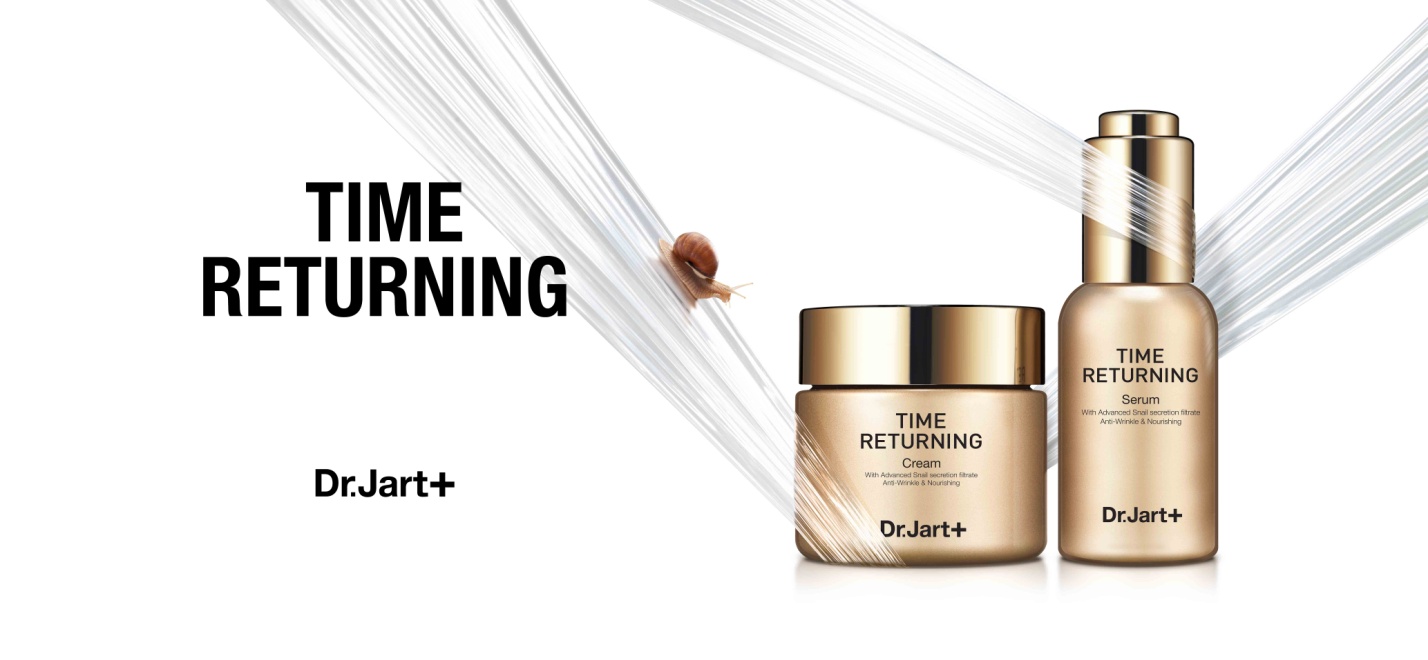 TIME
RETURNING
Dr.Jart+
TIME
RETURNING
Cream
With Advanced Snail secretion filtrate
Anti-Wrinkle & Nourishing
Dr.Jart+
TIME
RETURNING
Serum
With Advanced Snail secretion filtrate
Anti-Wrinkle & Nourishing
Dr.Jart+